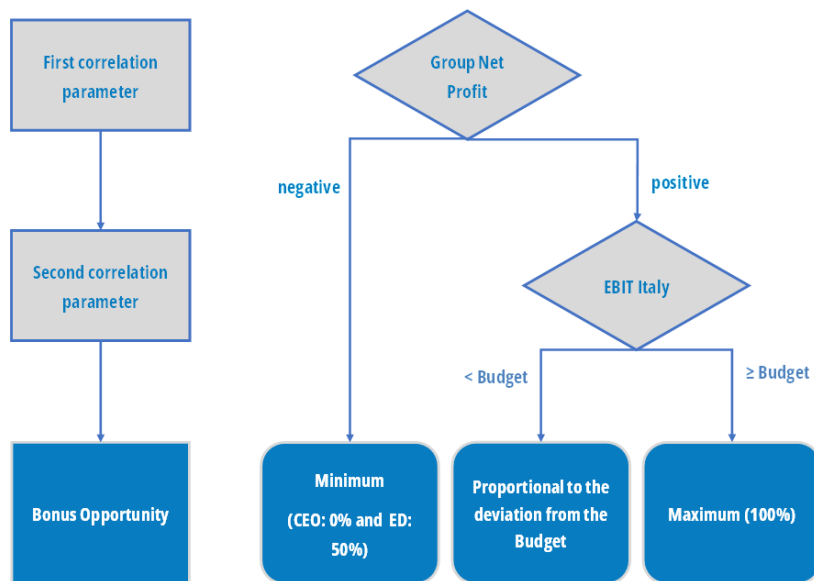 First correlation
parameter
Group Net
Profit
negative
positive
Second correlation
parameter
EBIT Italy
< Budget
≥ Budget
Bonus Opportunity
Minimum
(CEO: 0% and ED:
50%)
Proportional to the
deviation from the
Budget
Maximum (100%)